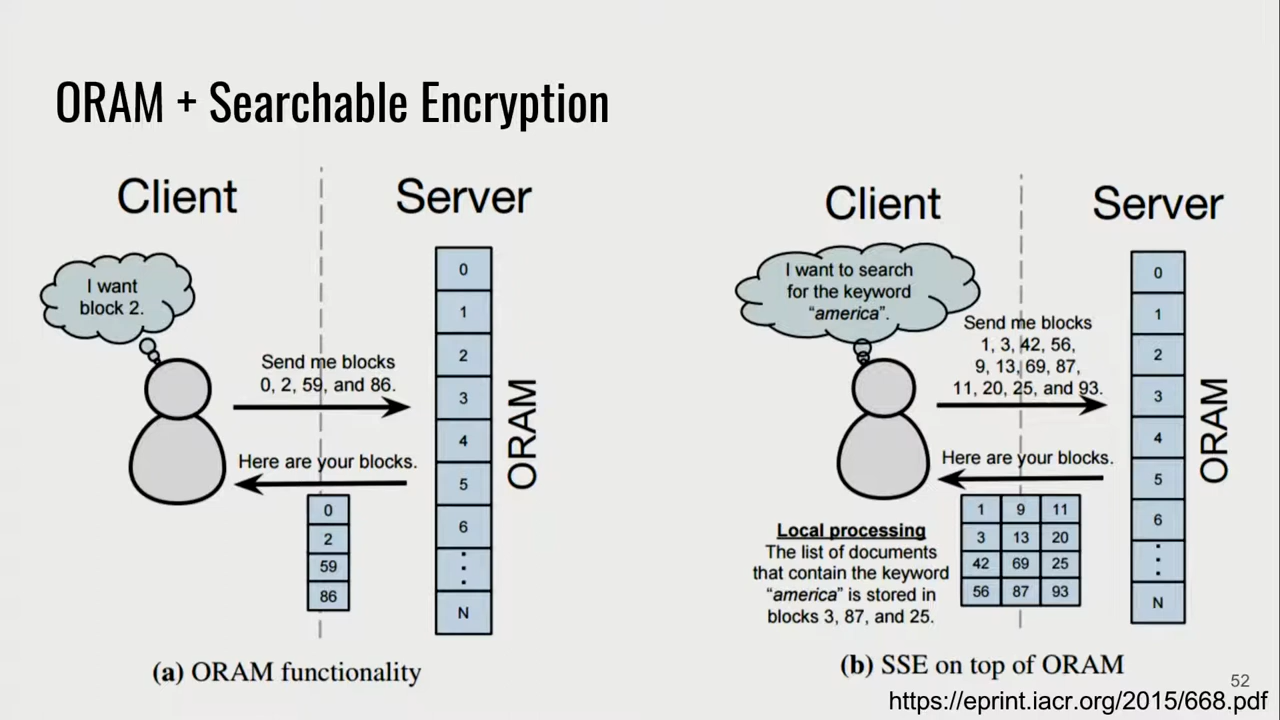 ORAM + Searchable Encryption
Client
Server
I want
block 2.
Send me blocks
0, 2, 59, and 86.
Here are your blocks.
0
2
59
86
0
1
2
3
4
5
6
⋮
N
ORAM
(a) ORAM functionality
Client
Server
I want to search
for the keyword
“america”.
Send me blocks
1, 3, 42, 56,
9, 13, 69, 87,
11, 20, 25, and 93.
Here are your blocks.
1 9 11
3 13 20
42 69 25
56 87 93
Local processing
The list of documents
that contain the keyword
“america” is stored in
blocks 3, 87, and 25.
0
1
2
3
4
5
6
⋮
N
ORAM
(b) SSE on top of ORAM
52
https://eprint.iacr.org/2015/668.pdf